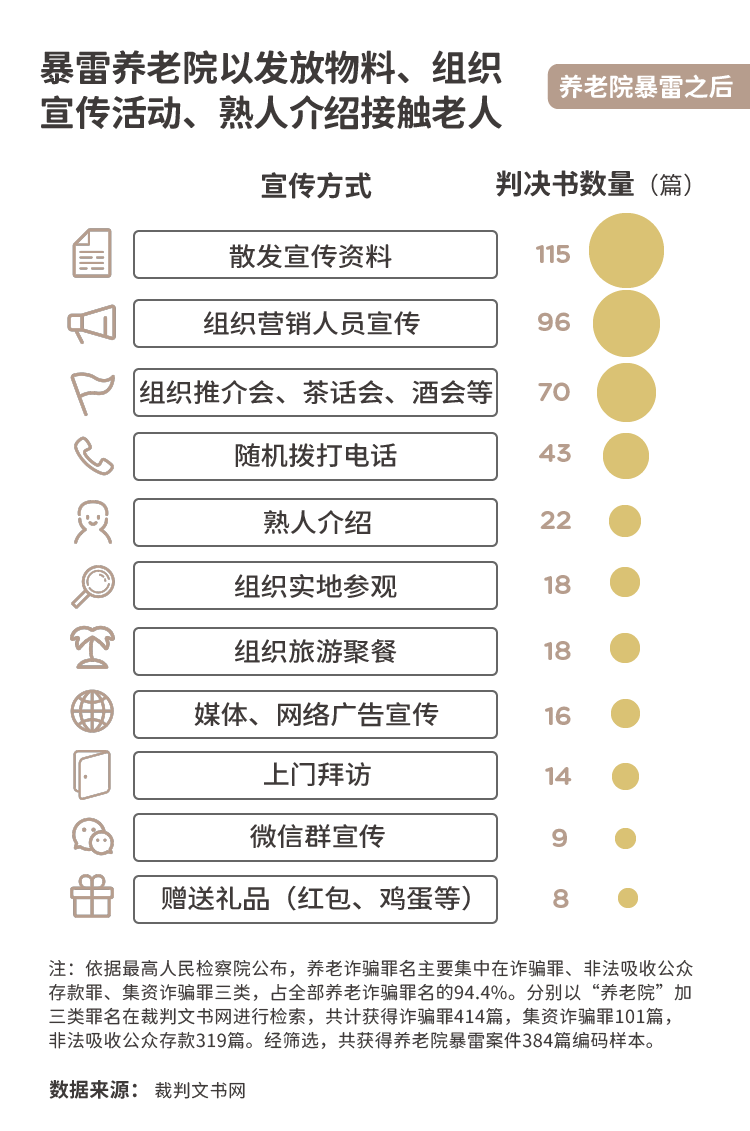 暴雷养老院以发放物料、组织
宣传活动、熟人介绍接触老人
养老院暴雷之后
宣传方式 判决书数量（篇）
散发宣传资料 115
组织营销人员宣传 96
组织推介会、茶话会、酒会等 70
随机拨打电话 43
熟人介绍 22
组织实地参观 18
组织旅游聚餐 18
媒体、网络广告宣传 16
上门拜访 14
微信群宣传 9
赠送礼品（红包、鸡蛋等） 8
注：依据最高人民检察院公布，养老诈骗罪名主要集中在诈骗罪、非法吸收公众
存款罪、集资诈骗罪三类，占全部养老诈骗罪名的94.4%。分别以“养老院”加
三类罪名在裁判文书网进行检索，共计获得诈骗罪414篇，集资诈骗罪101篇，
非法吸收公众存款319篇。经筛选，共获得养老院暴雷案件384篇编码样本。
数据来源： 裁判文书网